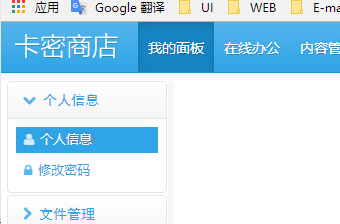 应用 Google 翻译 UI WEB E-ma
卡密商店 我的面板 在线办公 内容管
个人信息
个人信息
修改密码
文件管理